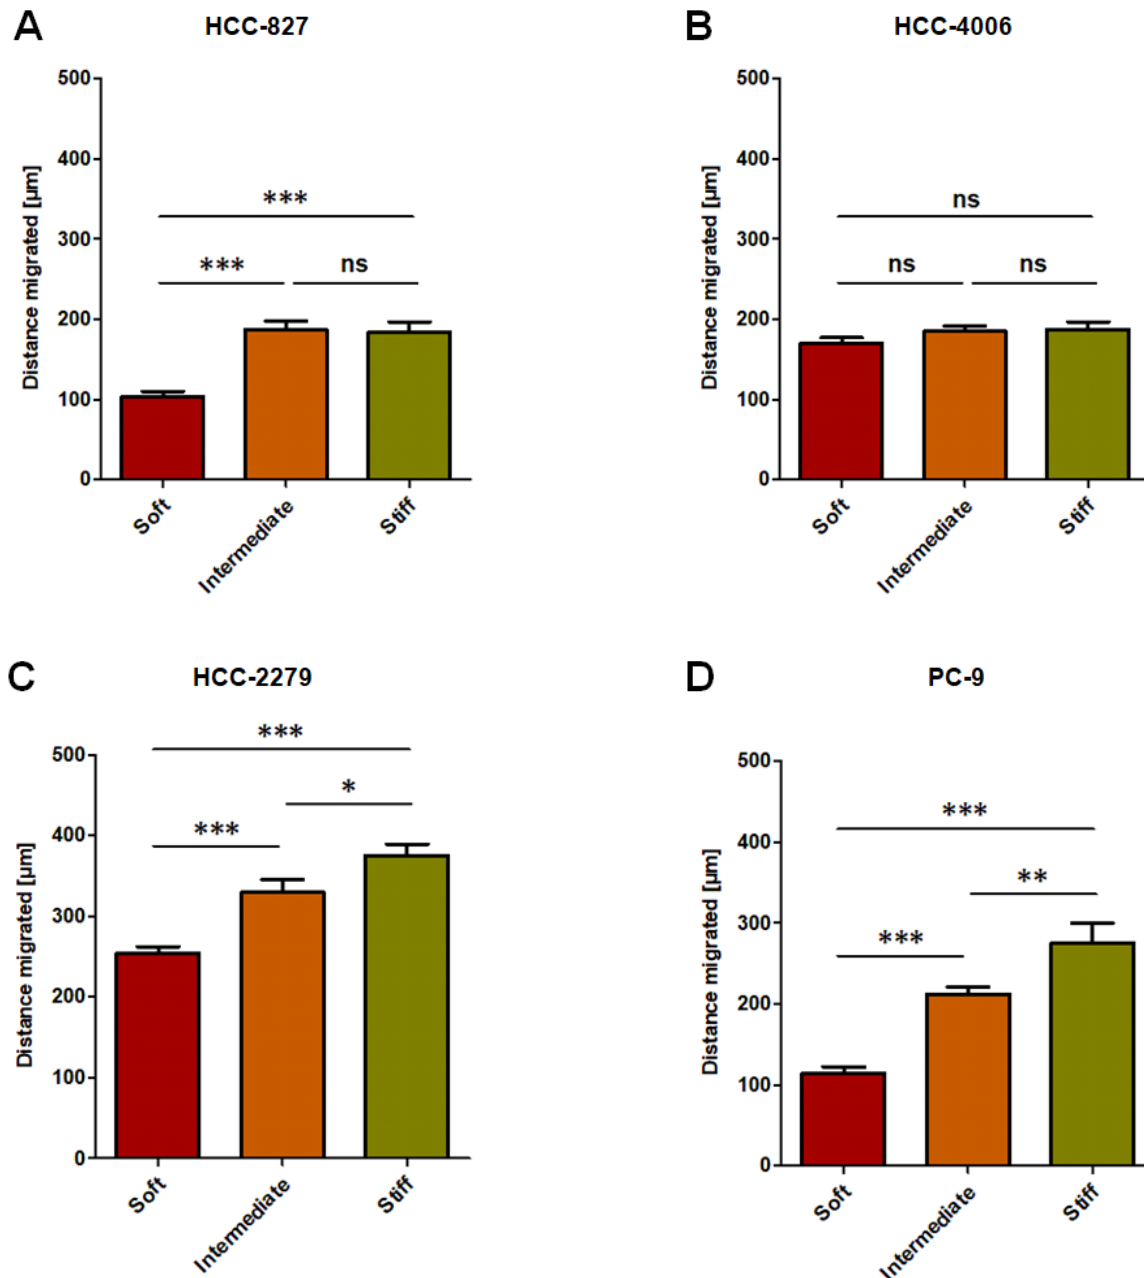 A
HCC-827
Distance migrated [µm]
500
400
300
200
100
0
***
***
ns
Soft
Intermediate
Stiff
B
HCC-4006
Distance migrated [µm]
500
400
300
200
100
0
ns
ns
ns
Soft
Intermediate
Stiff
C
HCC-2279
Distance migrated [µm]
500
400
300
200
100
0
***
*
***
Soft
Intermediate
Stiff
D
PC-9
Distance migrated [µm]
500
400
300
200
100
0
***
**
***
Soft
Intermediate
Stiff